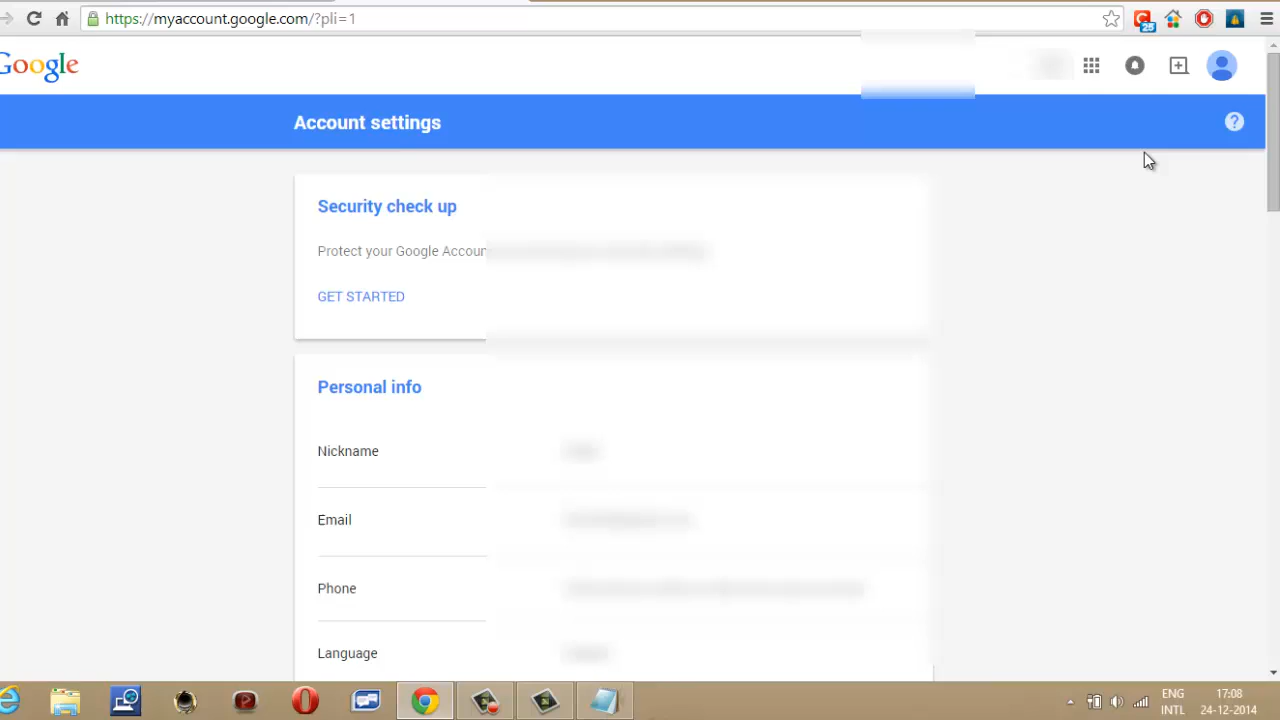 https://myaccount.google.com/?pli=1
25
Google
Account settings
Security check up
Protect your Google Accoun
GET STARTED
Personal info
Nickname
Email
Phone
Language
ENG
INTL
17:08
24-12-2014